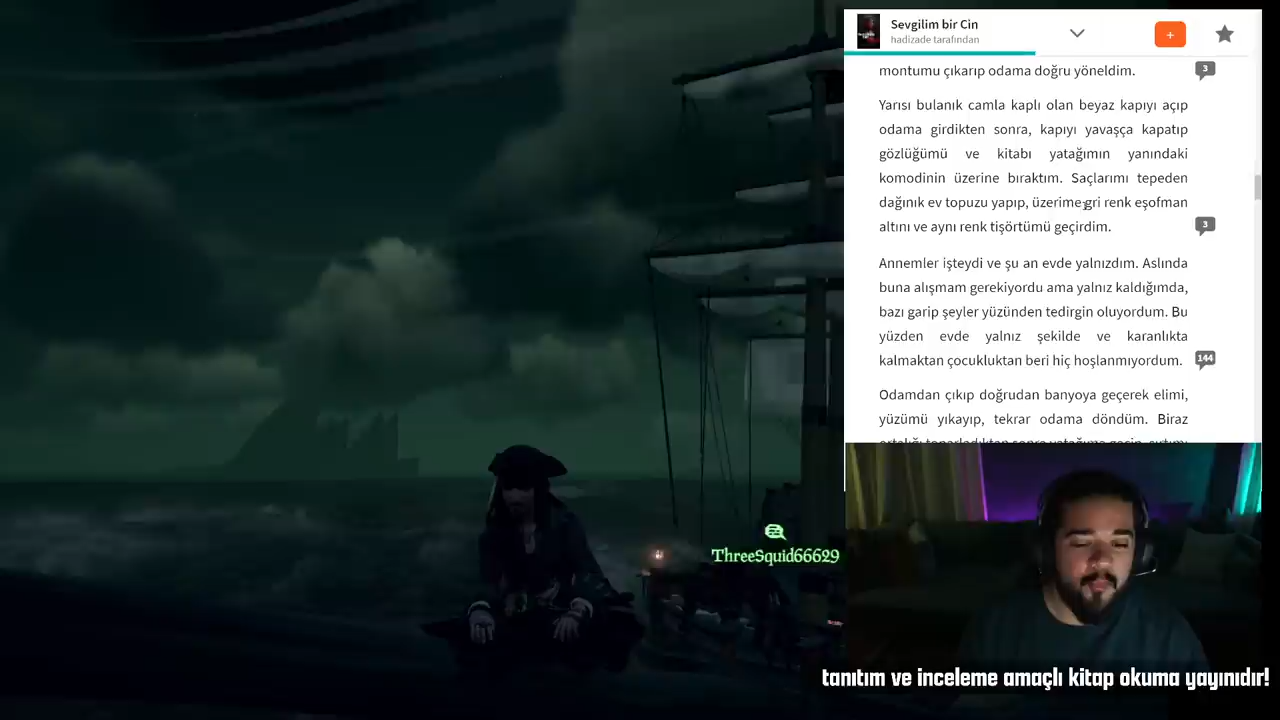 Sevgilim bir Cin
hadizade tarafından
+
montumu çıkarıp odama doğru yöneldim.
3
Yarısı bulanık camla kaplı olan beyaz kapıyı açıp
odama girdikten sonra, kapıyı yavaşça kapatıp
gözlüğümü ve kitabı yatağımın yanındaki
komodinin üzerine bıraktım. Saçlarımı tepeden
dağınık ev topuzu yapıp, üzerime gri renk eşofman
altını ve aynı renk tişörtümü geçirdim.
3
Annemler işteydi ve şu an evde yalnızdım. Aslında
buna alışmam gerekiyordu ama yalnız kaldığımda,
bazı garip şeyler yüzünden tedirgin oluyordum. Bu
yüzden evde yalnız şekilde ve karanlıkta
kalmaktan çocukluktan beri hiç hoşlanmıyordum.
144
Odamdan çıkıp doğrudan banyoya geçerek elimi,
yüzümü yıkayıp, tekrar odama döndüm. Biraz
ThreeSquid66629
tanıtım ve inceleme amaçlı kitap okuma yayınıdır!